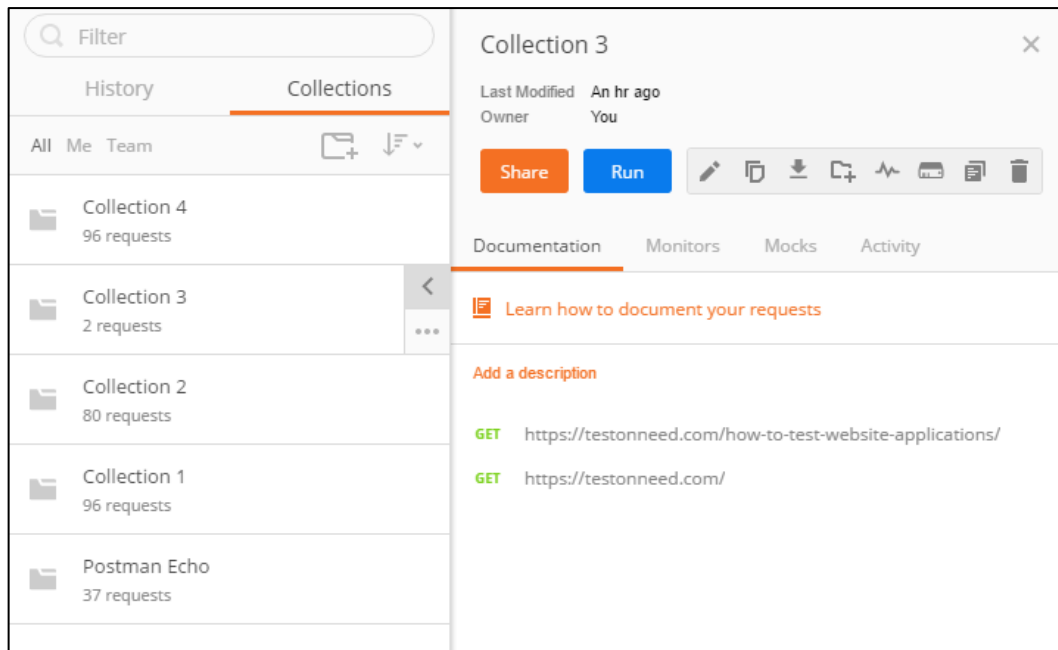 Filter
History
Collections
All Me Team
Collection 4
96 requests
Collection 3
2 requests
Collection 2
80 requests
Collection 1
96 requests
Postman Echo
37 requests
Collection 3
Last Modified An hr ago
Owner You
Share Run
Documentation Monitors Mocks Activity
Learn how to document your requests
Add a description
GET https://testonneed.com/how-to-test-website-applications/
GET https://testonneed.com/